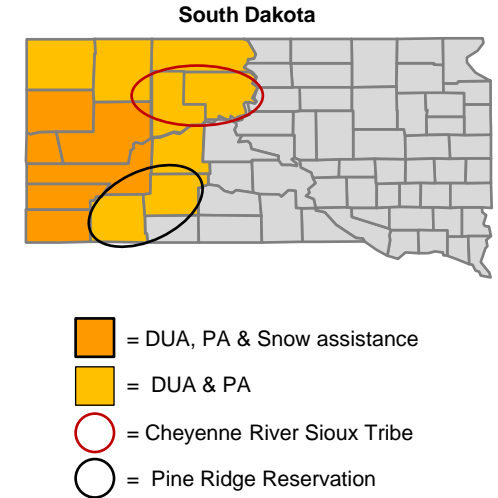 South Dakota
= DUA, PA & Snow assistance
= DUA & PA
= Cheyenne River Sioux Tribe
= Pine Ridge Reservation